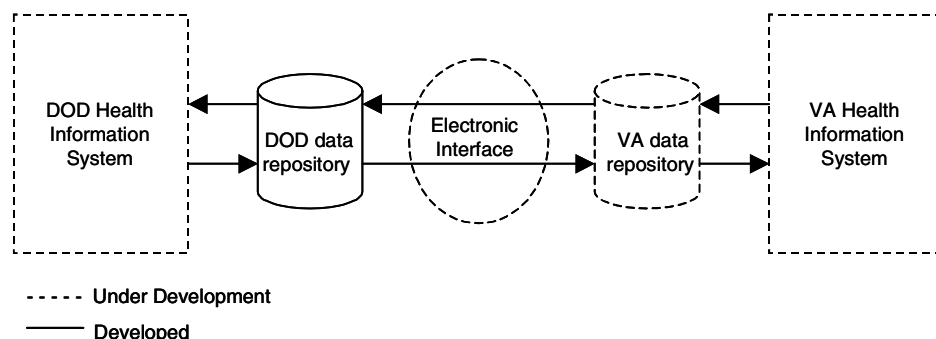 DOD Health
Information
System
DOD data
repository
Electronic
Interface
VA data
repository
VA Health
Information
System
Under Development
Developed